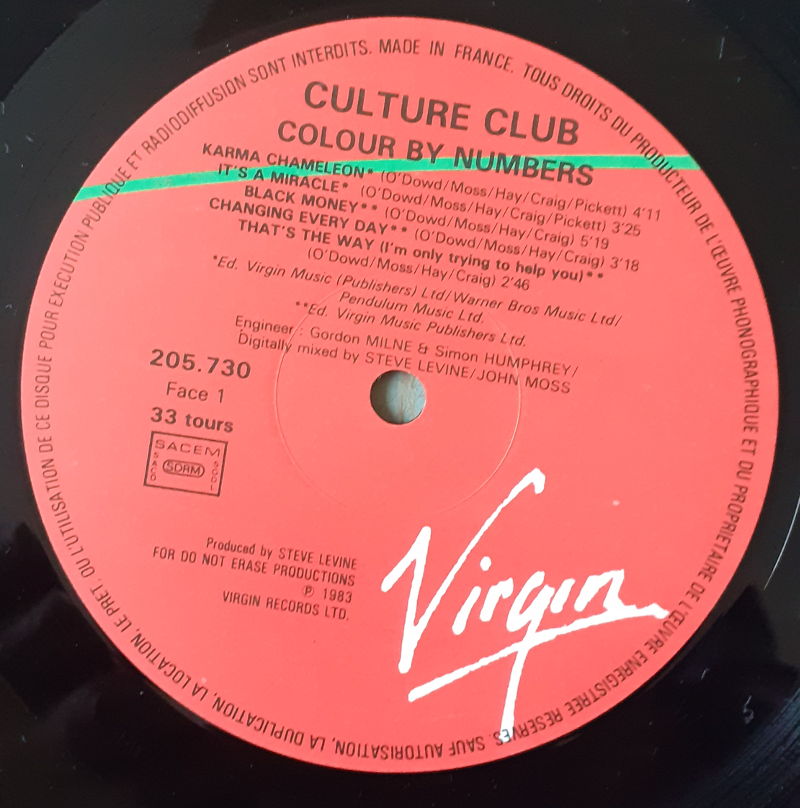 CULTURE CLUB
COLOUR BY NUMBERS
KARMA CHAMELEON* (O'Dowd/Moss/Hay/Craig/Pickett) 4'11
IT'S A MIRACLE* (O'Dowd/Moss/Hay/Craig/Pickett) 3'25
BLACK MONEY** (O'Dowd/Moss/Hay/Craig) 5'19
CHANGING EVERY DAY** (O'Dowd/Moss/Hay/Craig) 3'18
THAT'S THE WAY (I'm only trying to help you)**
(O'Dowd/Moss/Hay/Craig) 2'46
*Ed. Virgin Music (Publishers) Ltd/Warner Bros Music Ltd/
Pendulum Music Ltd.
**Ed. Virgin Music Publishers Ltd.
Engineer : Gordon MILNE & Simon HUMPHREY/
Digitally mixed by STEVE LEVINE/JOHN MOSS
205.730
Face 1
33 tours
SACEM
SACD
SDRM
SGDL
Produced by STEVE LEVINE
FOR DO NOT ERASE PRODUCTIONS
℗ 1983
VIRGIN RECORDS LTD.
Virgin
MADE IN FRANCE. TOUS DROITS DU PRODUCTEUR DE L'ŒUVRE PHONOGRAPHIQUE ET DU PROPRIETAIRE DE L'ŒUVRE ENREGISTREE RESERVES. SAUF AUTORISATION, LA DUPLICATION, LA LOCATION, LE PRET, OU L'UTILISATION DE CE DISQUE POUR EXECUTION PUBLIQUE ET RADIODIFFUSION SONT INTERDITS.